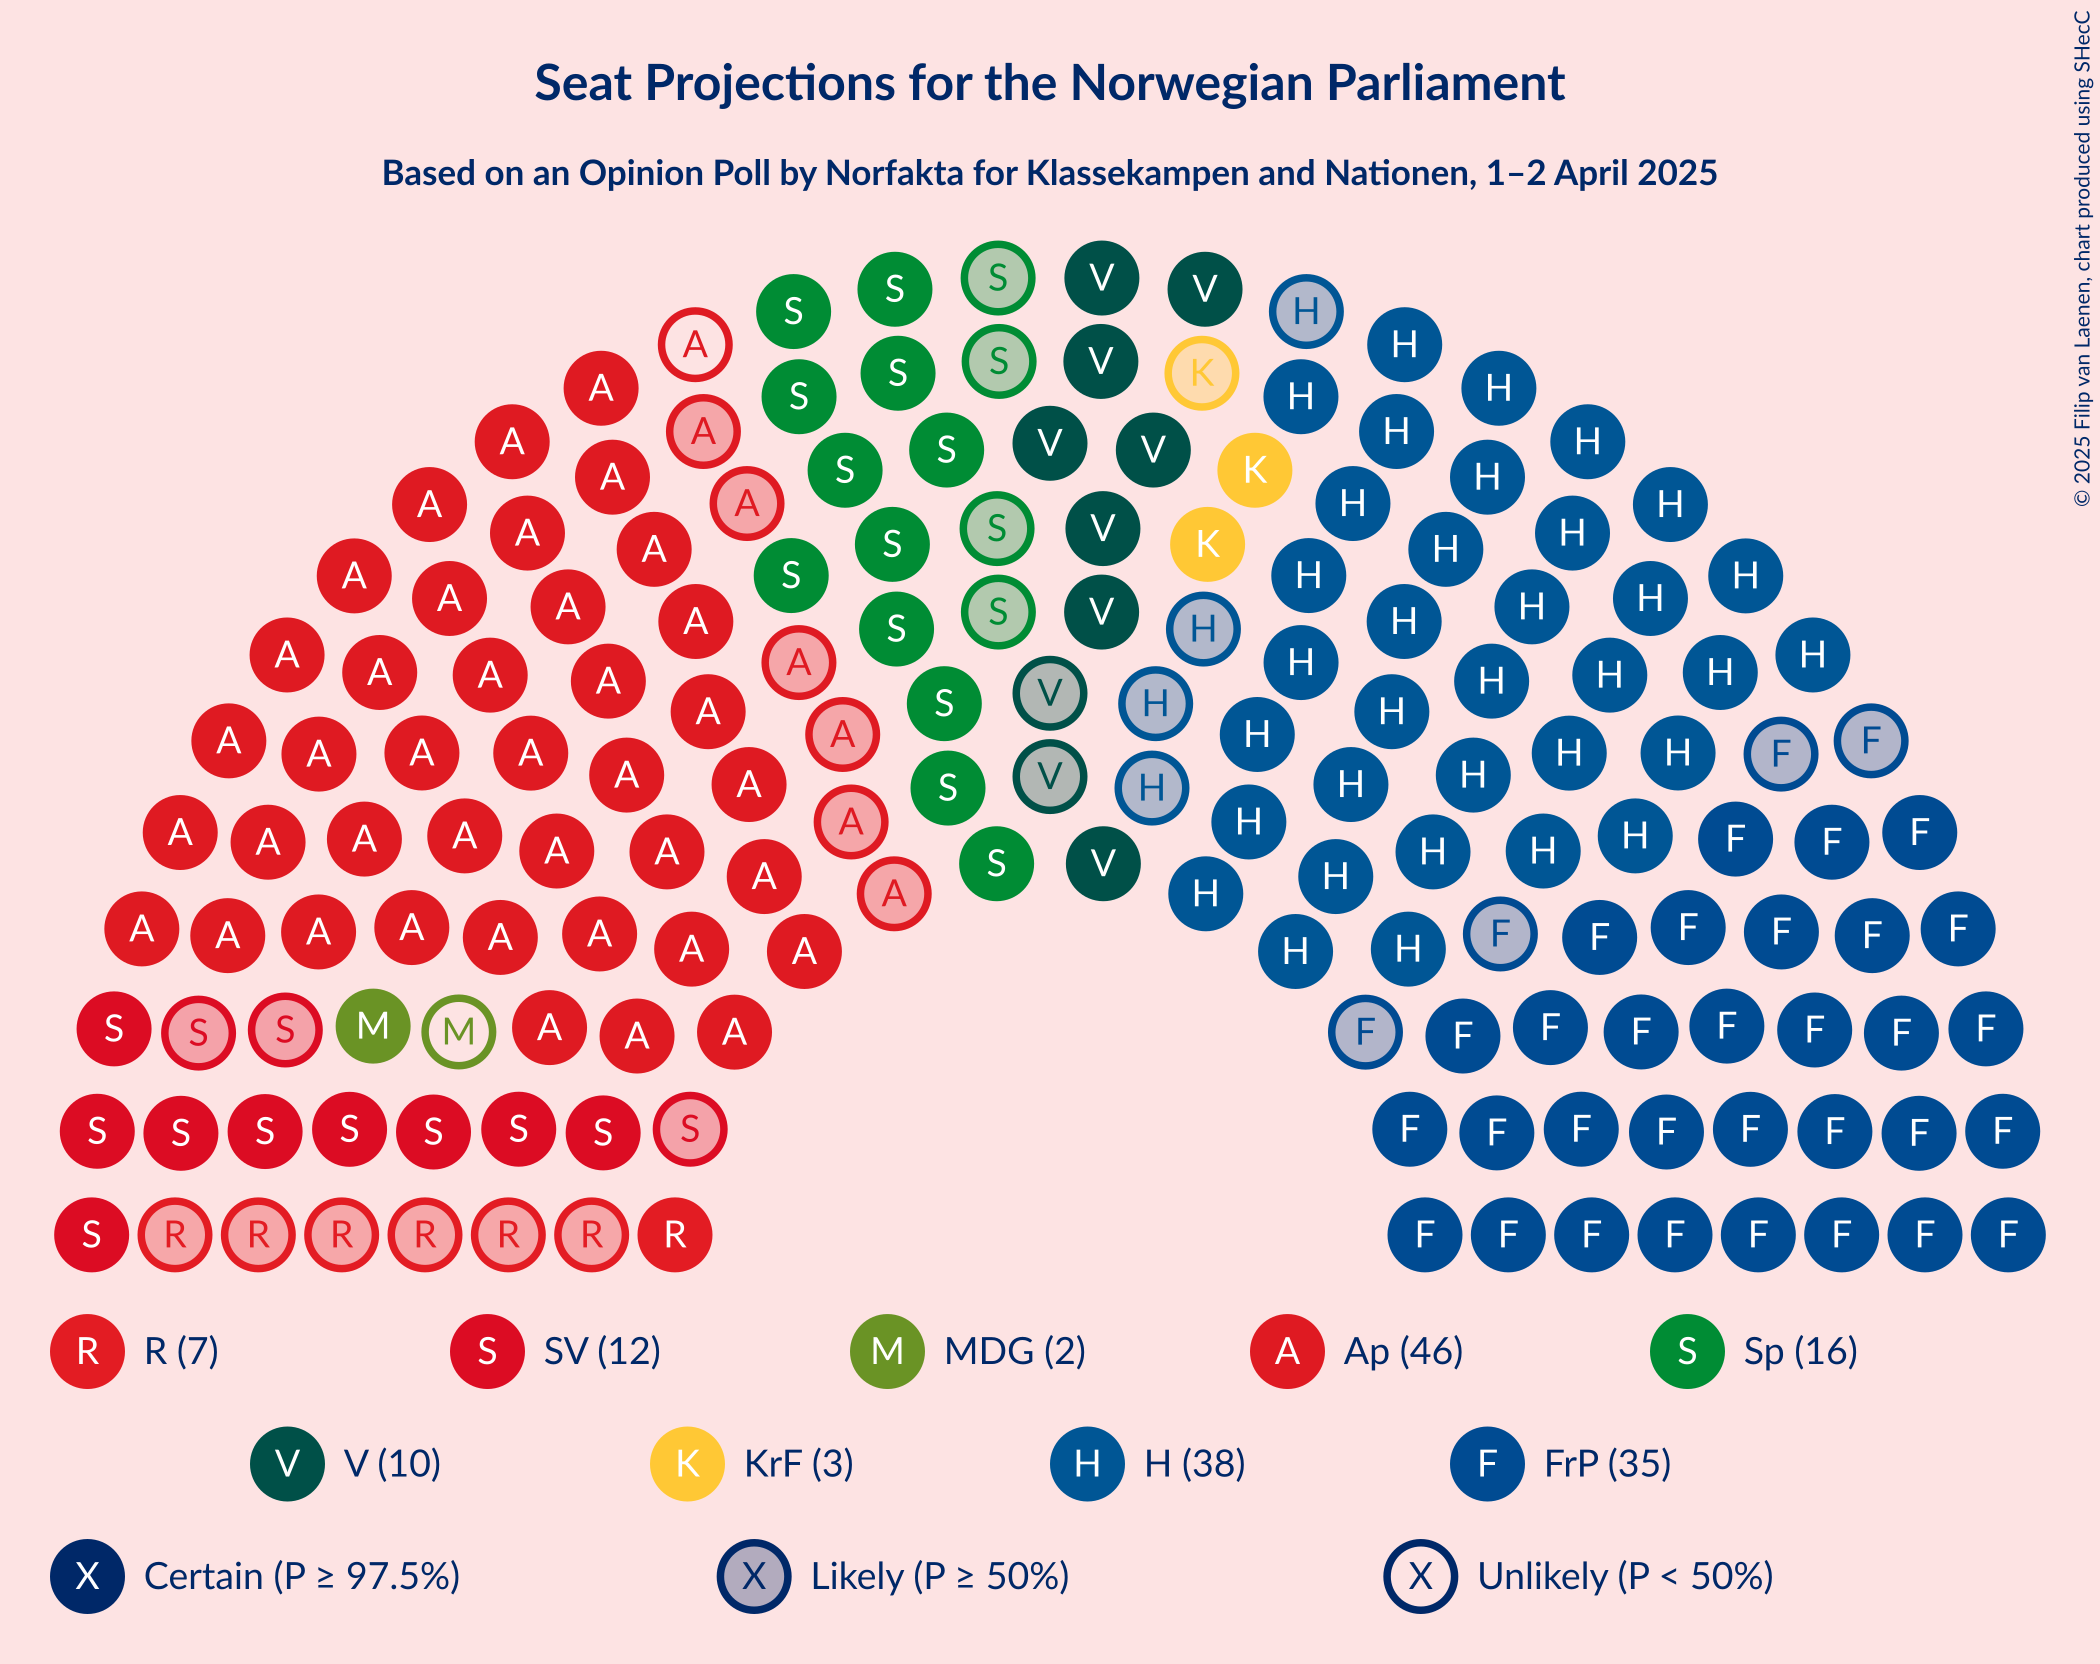 Seat Projections for the Norwegian Parliament
Based on an Opinion Poll by Norfakta for Klassekampen and Nationen, 1–2 April 2025
© 2025 Filip van Laenen, chart produced using SHecC
S S V V
S H
A H
S S V K
A S H H
A A V H H
S V
A S K H
A A H H
A S S V K H
A H
A S H H
A A S V H H
A S H H
A A H H
A A A H H H
A S V H H
A A H F
A A A H H F
A A S V H H H
A A A A A H H F F F
A A A S V H H H
A H
A A A A A A A A H H F F F F F F
S S S M M A A A F F F F F F F F
S S S S S S S S F F F F F F F F
S R R R R R R R F F F F F F F F
R R (7) S SV (12) M MDG (2) A Ap (46) S Sp (16)
V V (10) K KrF (3) H H (38) F FrP (35)
X Certain (P ≥ 97.5%) X Likely (P ≥ 50%) X Unlikely (P < 50%)